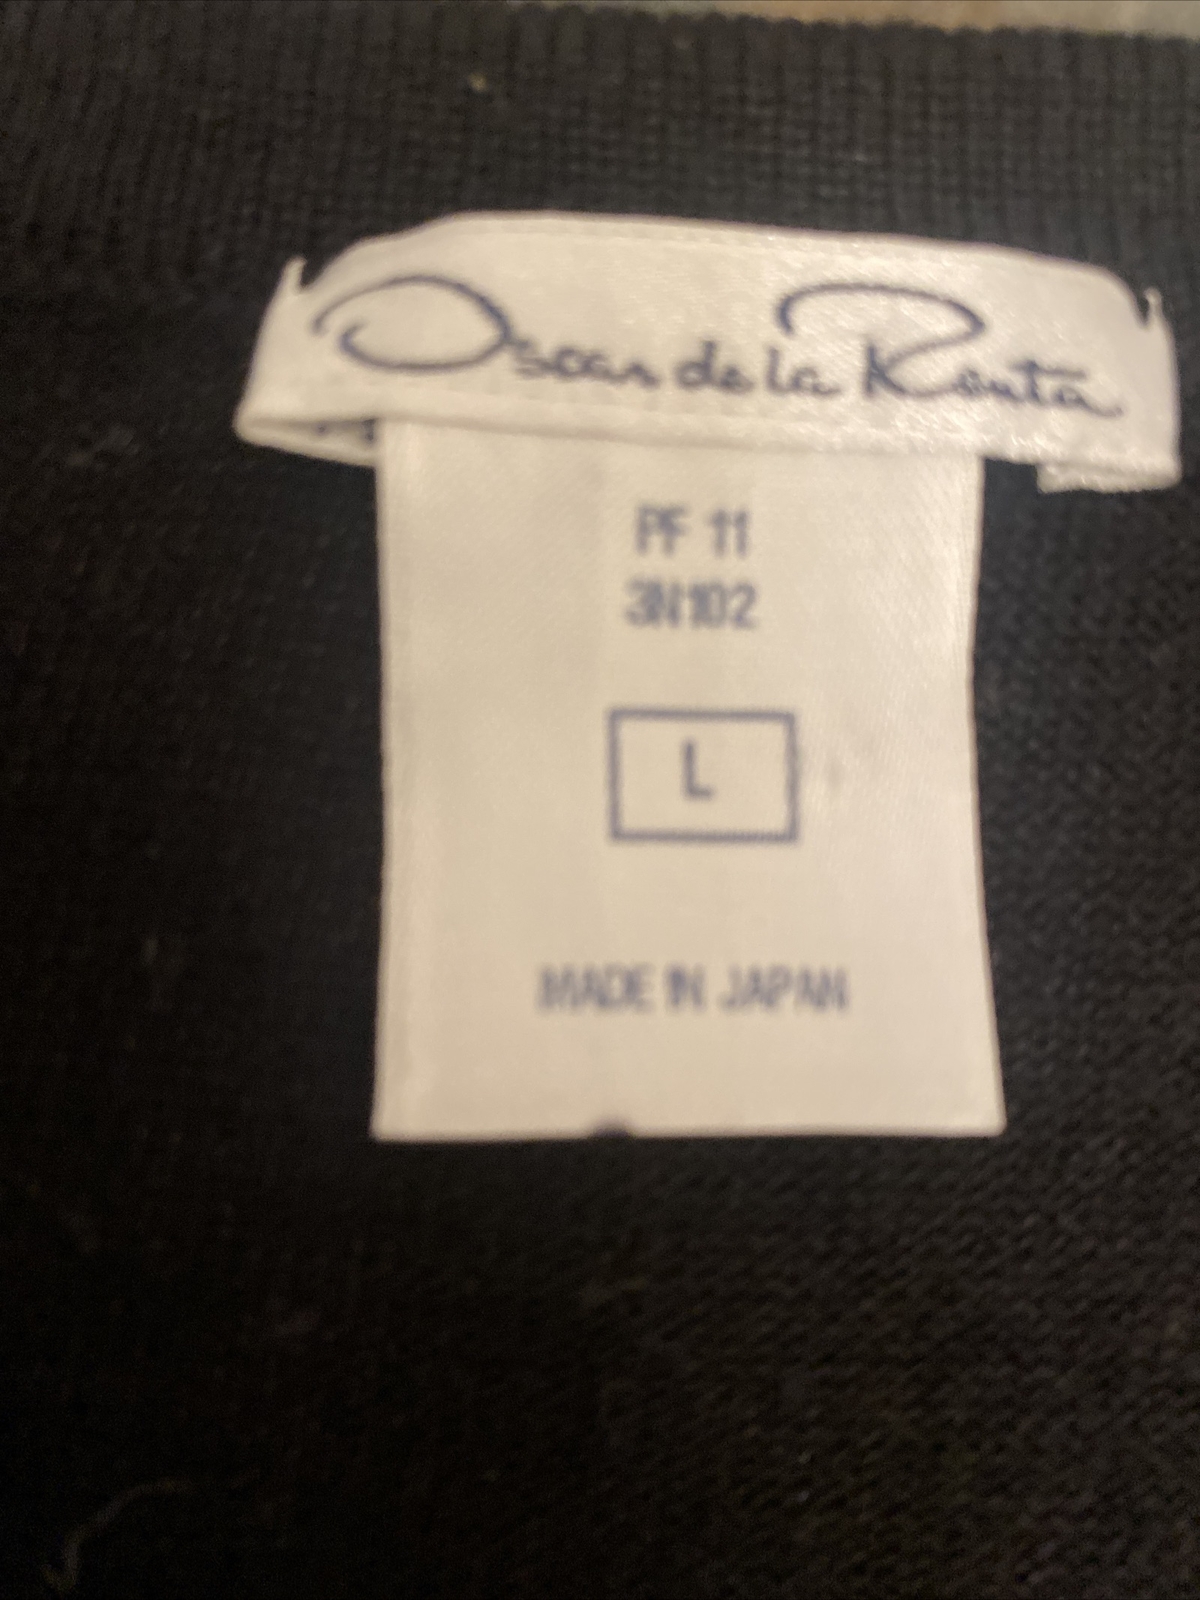 Oscar de la Renta
PF 11
3N102
L
MADE IN JAPAN